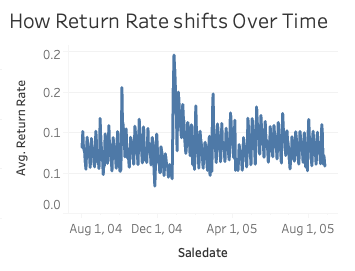 How Return Rate shifts Over Time
0.2
0.2
0.1
0.1
0.0
Avg. Return Rate
Aug 1, 04 Dec 1, 04 Apr 1, 05 Aug 1, 05
Saledate